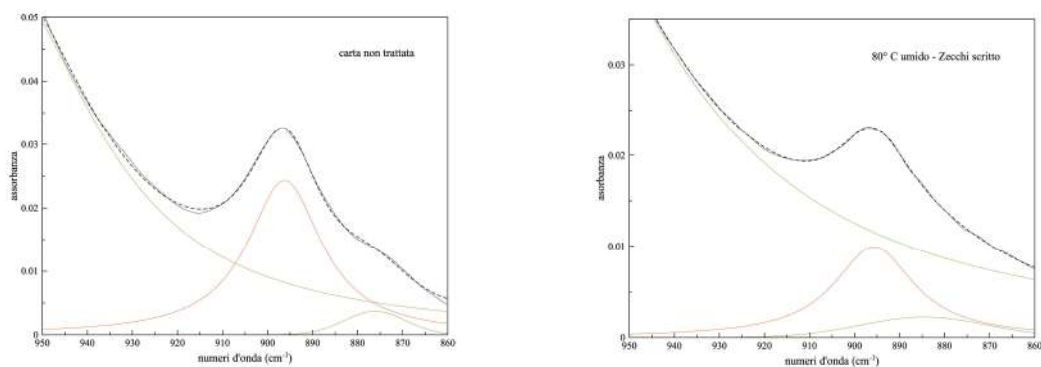 0.05
0.04
0.03
0.02
0.01
0
assorbanza
carta non trattata
950 940 930 920 910 900 890 880 870 860
numeri d'onda (cm⁻¹)
0.03
0.02
0.01
0
assorbanza
80° C umido - Zecchi scritto
950 940 930 920 910 900 890 880 870 860
numeri d'onda (cm⁻¹)